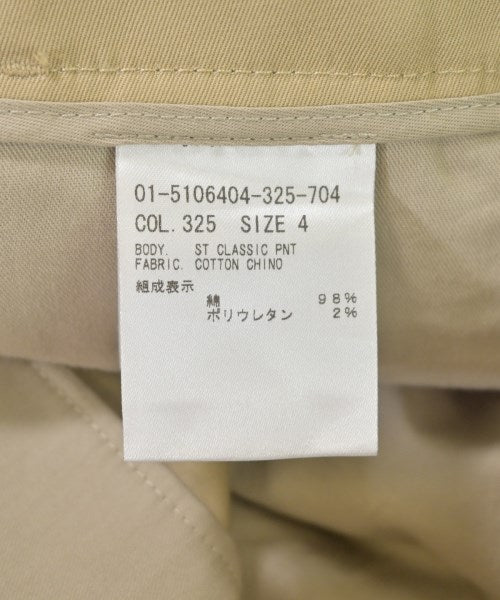 01-5106404-325-704
COL. 325 SIZE 4
BODY. ST CLASSIC PNT
FABRIC. COTTON CHINO
組成表示
綿 98%
ポリウレタン 2%